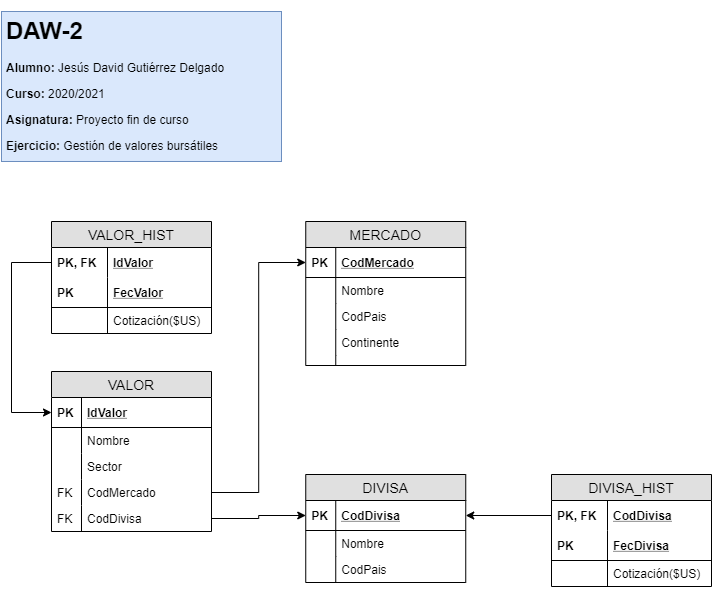 DAW-2
Alumno: Jesús David Gutiérrez Delgado
Curso: 2020/2021
Asignatura: Proyecto fin de curso
Ejercicio: Gestión de valores bursátiles
VALOR_HIST
PK, FK IdValor
PK FecValor
Cotización($US)
MERCADO
PK CodMercado
Nombre
CodPais
Continente
VALOR
PK IdValor
Nombre
Sector
FK CodMercado
FK CodDivisa
DIVISA
PK CodDivisa
Nombre
CodPais
DIVISA_HIST
PK, FK CodDivisa
PK FecDivisa
Cotización($US)